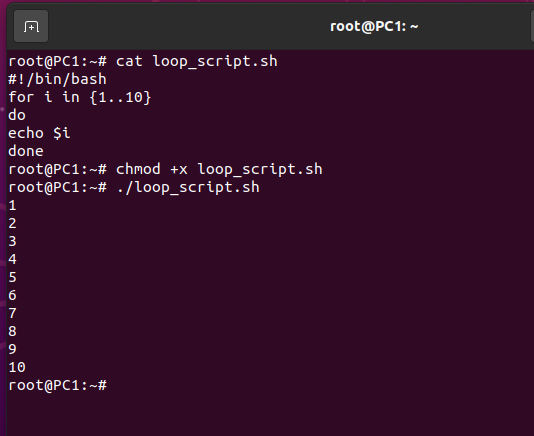 root@PC1: ~
root@PC1:~# cat loop_script.sh
#!/bin/bash
for i in {1..10}
do
echo $i
done
root@PC1:~# chmod +x loop_script.sh
root@PC1:~# ./loop_script.sh
1
2
3
4
5
6
7
8
9
10
root@PC1:~#